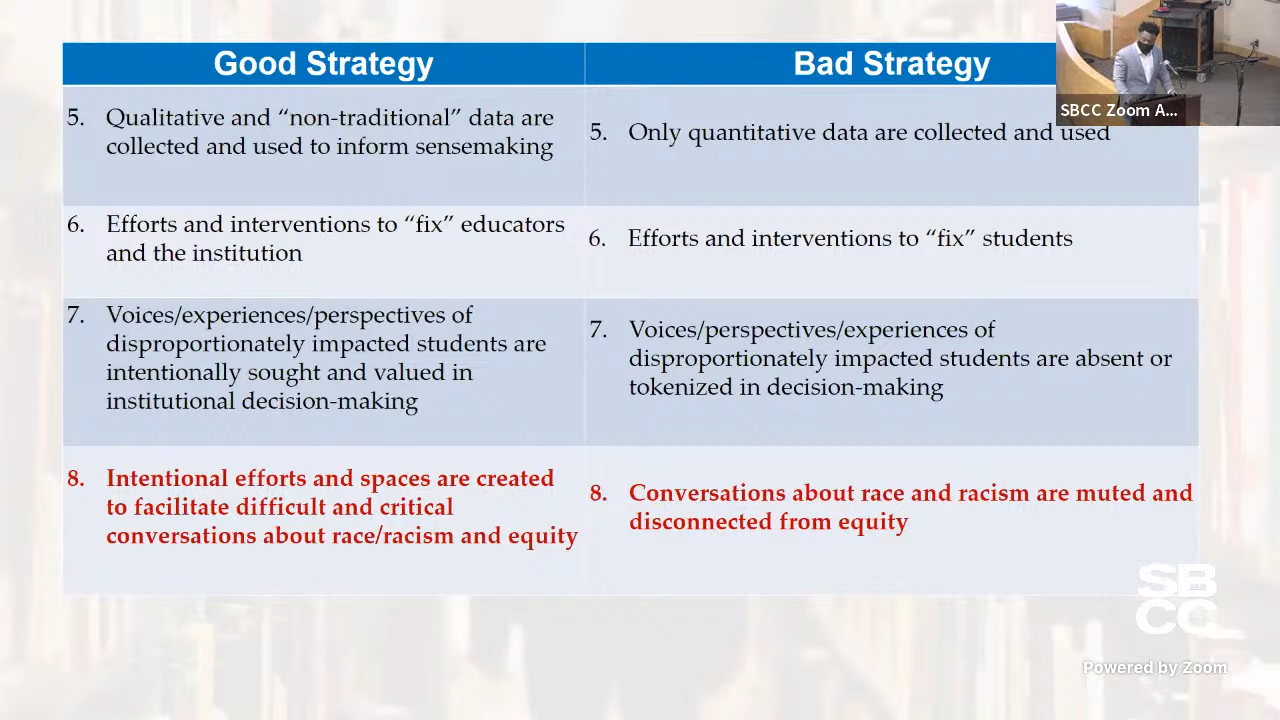 Good Strategy
Bad Strategy
SBCC Zoom A...
5. Qualitative and “non-traditional” data are
collected and used to inform sensemaking
5. Only quantitative data are collected and used
6. Efforts and interventions to “fix” educators
and the institution
6. Efforts and interventions to “fix” students
7. Voices/experiences/perspectives of
disproportionately impacted students are
intentionally sought and valued in
institutional decision-making
7. Voices/perspectives/experiences of
disproportionately impacted students are absent or
tokenized in decision-making
8. Intentional efforts and spaces are created
to facilitate difficult and critical
conversations about race/racism and equity
8. Conversations about race and racism are muted and
disconnected from equity
SB
CC
Powered by Zoom